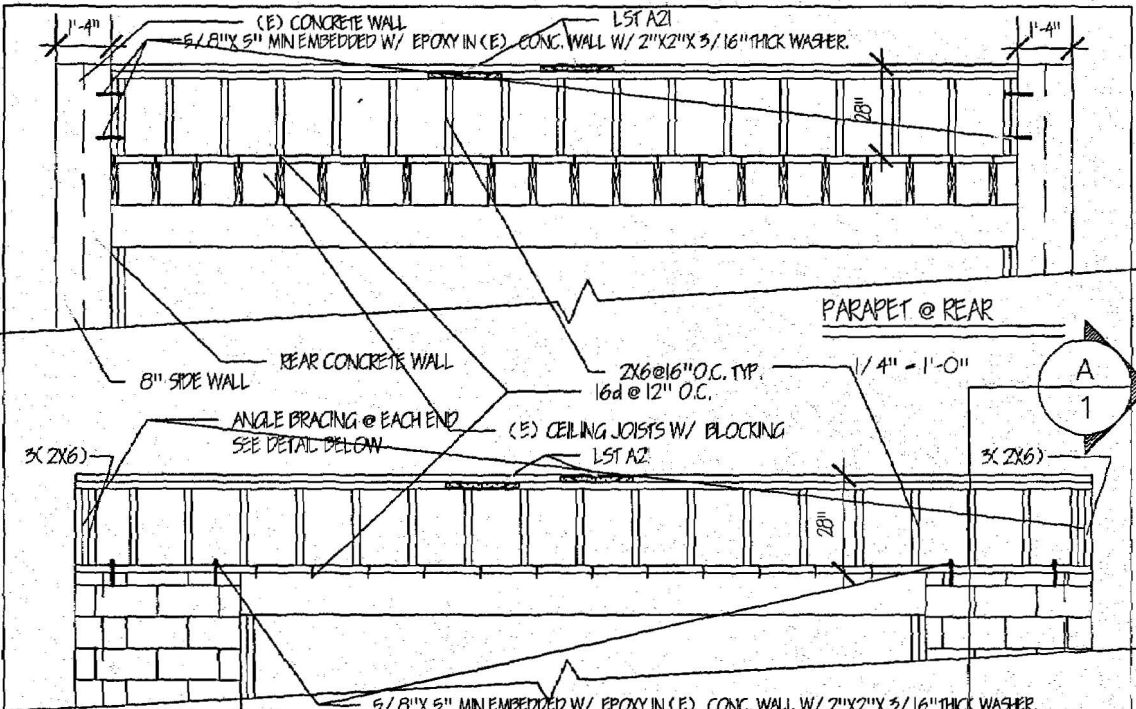 1'-4"
(E) CONCRETE WALL
LST A21
1'-4"
5/8"X 5" MIN EMBEDDED W/ EPOXY IN (E) CONC. WALL W/ 2"X2"X 3/16" THICK WASHER.
28"
PARAPET @ REAR
REAR CONCRETE WALL
8" SIDE WALL
2X6@16" O.C. TYP.
1/4" - 1'-0"
16d @ 12" O.C.
A
1
ANGLE BRACING @ EACH END
SEE DETAIL BELOW
(E) CEILING JOISTS W/ BLOCKING
3(2X6)
LST A2
3(2X6)
28"
5/8"X 5" MIN EMBEDDED W/ EPOXY IN (E) CONC. WALL W/ 2"X2"X 3/16" THICK WASHER.